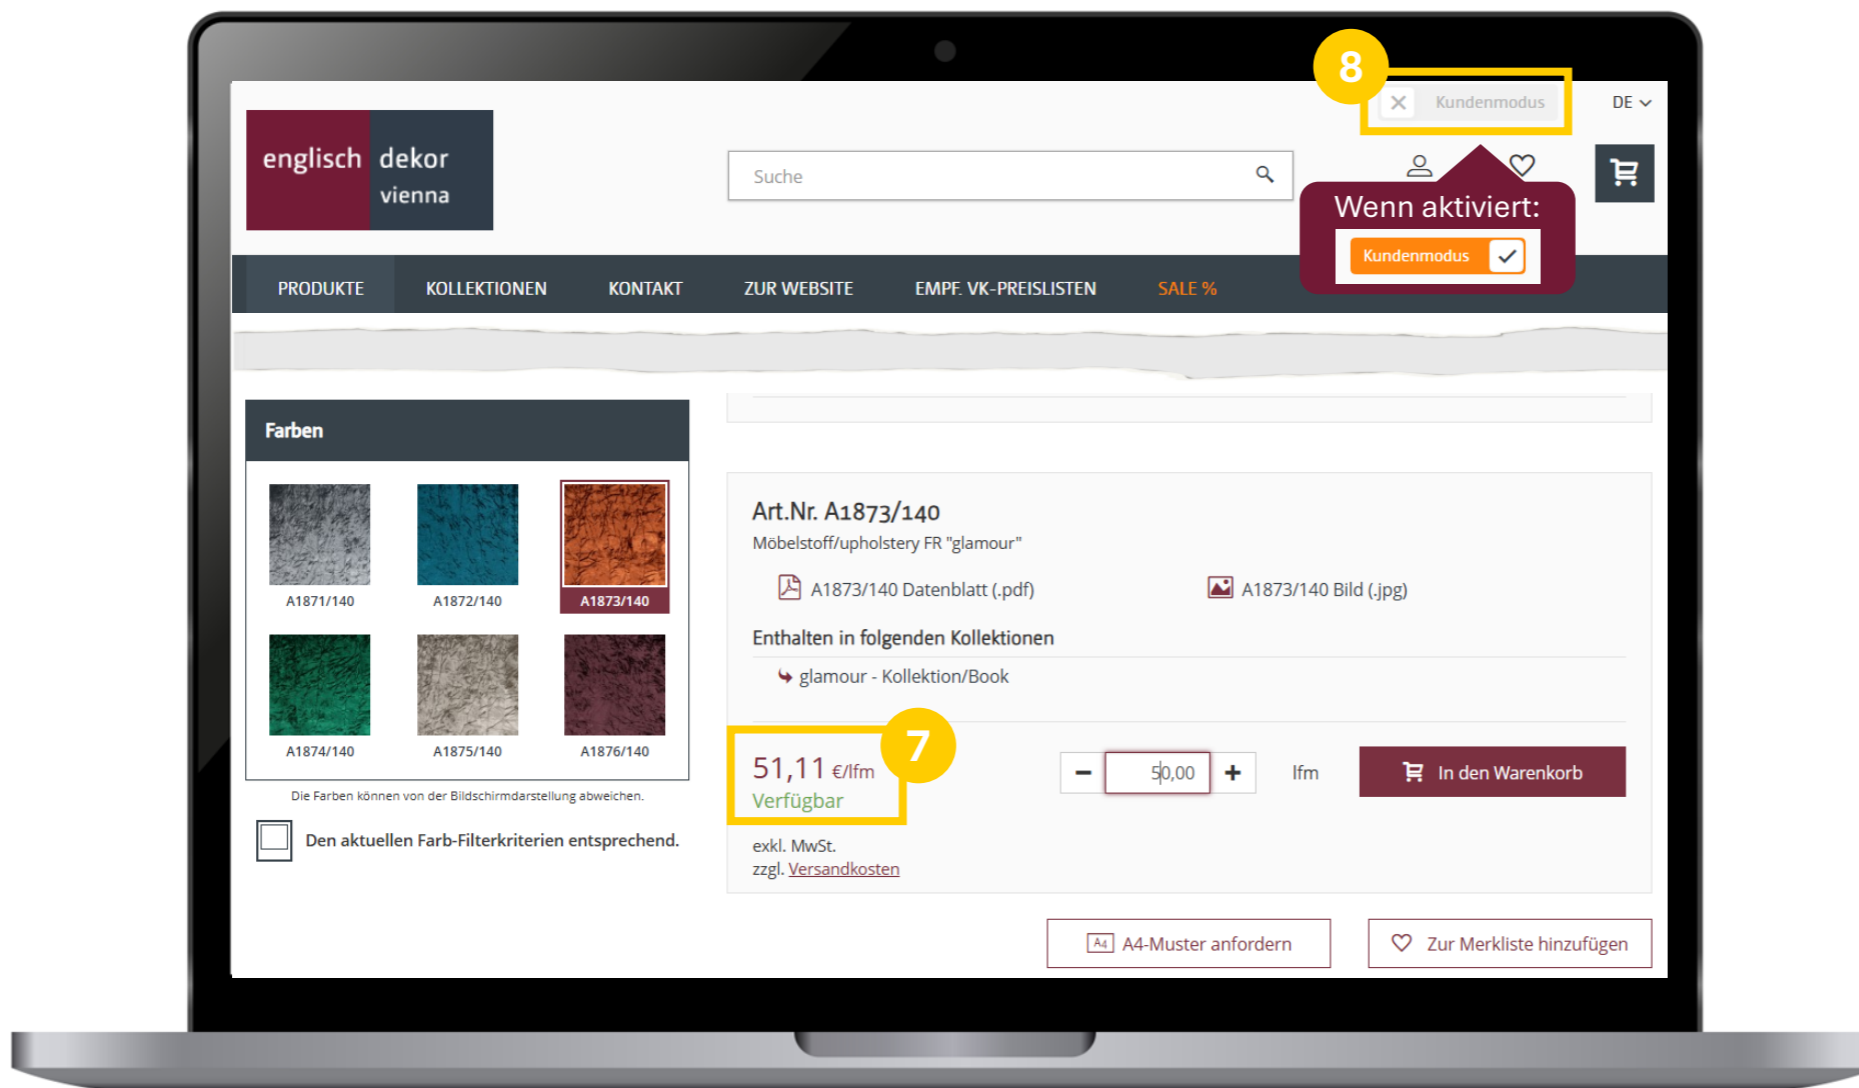 8
Kundenmodus
DE
englisch dekor
vienna
Suche
Wenn aktiviert:
Kundenmodus
PRODUKTE KOLLEKTIONEN KONTAKT ZUR WEBSITE EMPF. VK-PREISLISTEN SALE %
Farben
A1871/140 A1872/140 A1873/140
A1874/140 A1875/140 A1876/140
Die Farben können von der Bildschirmdarstellung abweichen.
Den aktuellen Farb-Filterkriterien entsprechend.
Art.Nr. A1873/140
Möbelstoff/upholstery FR "glamour"
A1873/140 Datenblatt (.pdf) A1873/140 Bild (.jpg)
Enthalten in folgenden Kollektionen
glamour - Kollektion/Book
7
51,11 €/lfm
Verfügbar
50,00 lfm In den Warenkorb
exkl. MwSt.
zzgl. Versandkosten
A4 A4-Muster anfordern Zur Merkliste hinzufügen